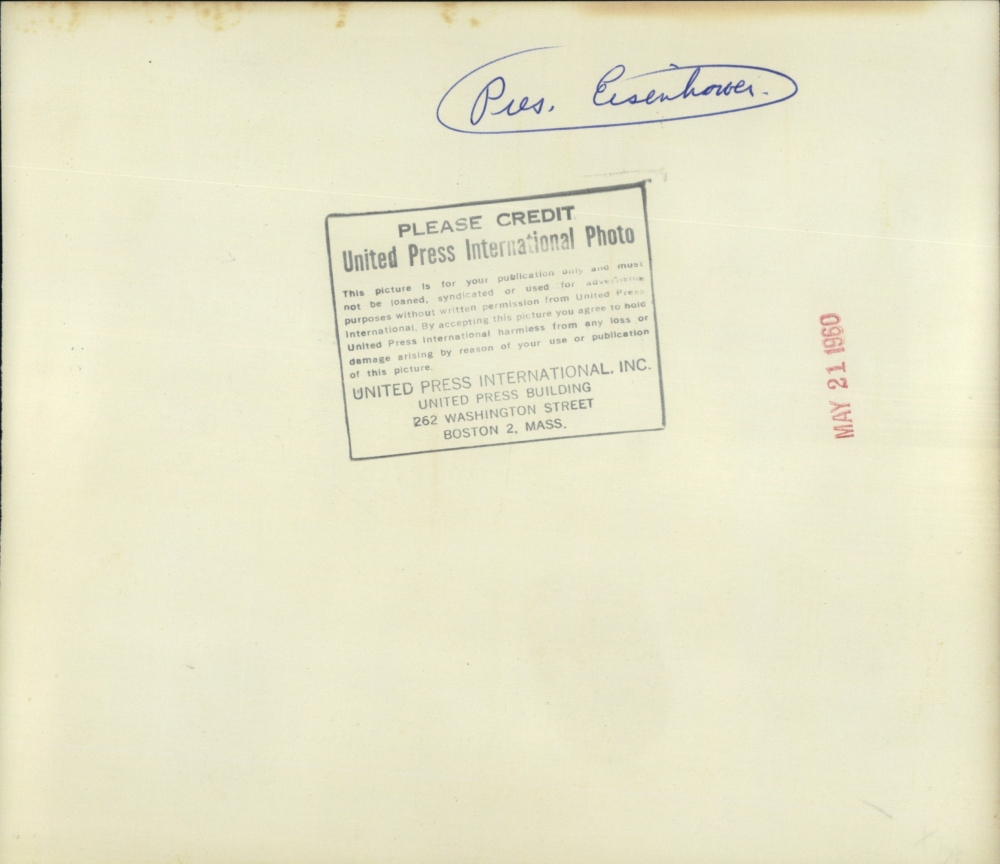 Pres. Eisenhower.
PLEASE CREDIT
United Press International Photo
This picture is for your publication only and must
not be loaned, syndicated or used for advertising
purposes without written permission from United Press
International. By accepting this picture you agree to hold
United Press International harmless from any loss or
damage arising by reason of your use or publication
of this picture.
UNITED PRESS INTERNATIONAL, INC.
UNITED PRESS BUILDING
262 WASHINGTON STREET
BOSTON 2, MASS.
MAY 21 1960